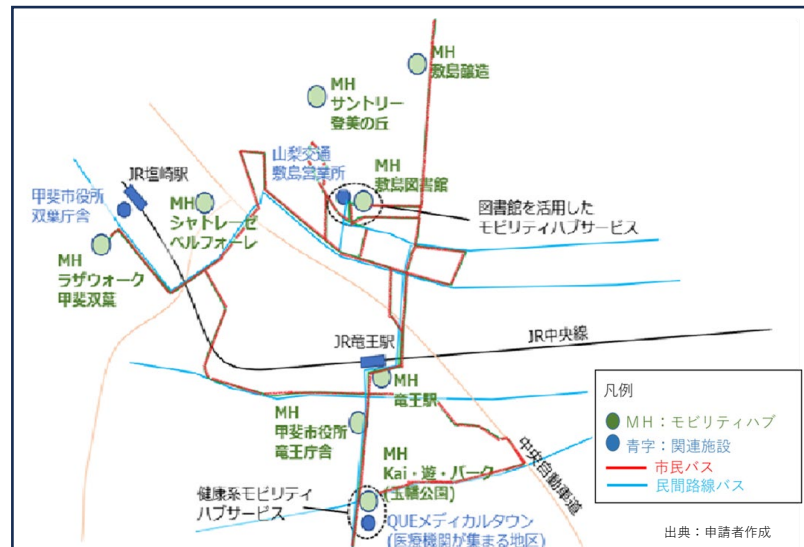 MH
敷島醸造
MH
サントリー
登美の丘
山梨交通
敷島営業所
MH
敷島図書館
JR塩崎駅
甲斐市役所
双葉庁舎
MH
シャトレーゼ
ベルフォーレ
図書館を活用した
モビリティハブサービス
MH
ラザウォーク
甲斐双葉
JR竜王駅
JR中央線
MH
竜王駅
MH
甲斐市役所
竜王庁舎
MH
Kai・遊・パーク
(玉幡公園)
中央自動車道
健康系モビリティ
ハブサービス
QUEメディカルタウン
(医療機関が集まる地区)
凡例
MH：モビリティハブ
青字：関連施設
市民バス
民間路線バス
出典：申請者作成